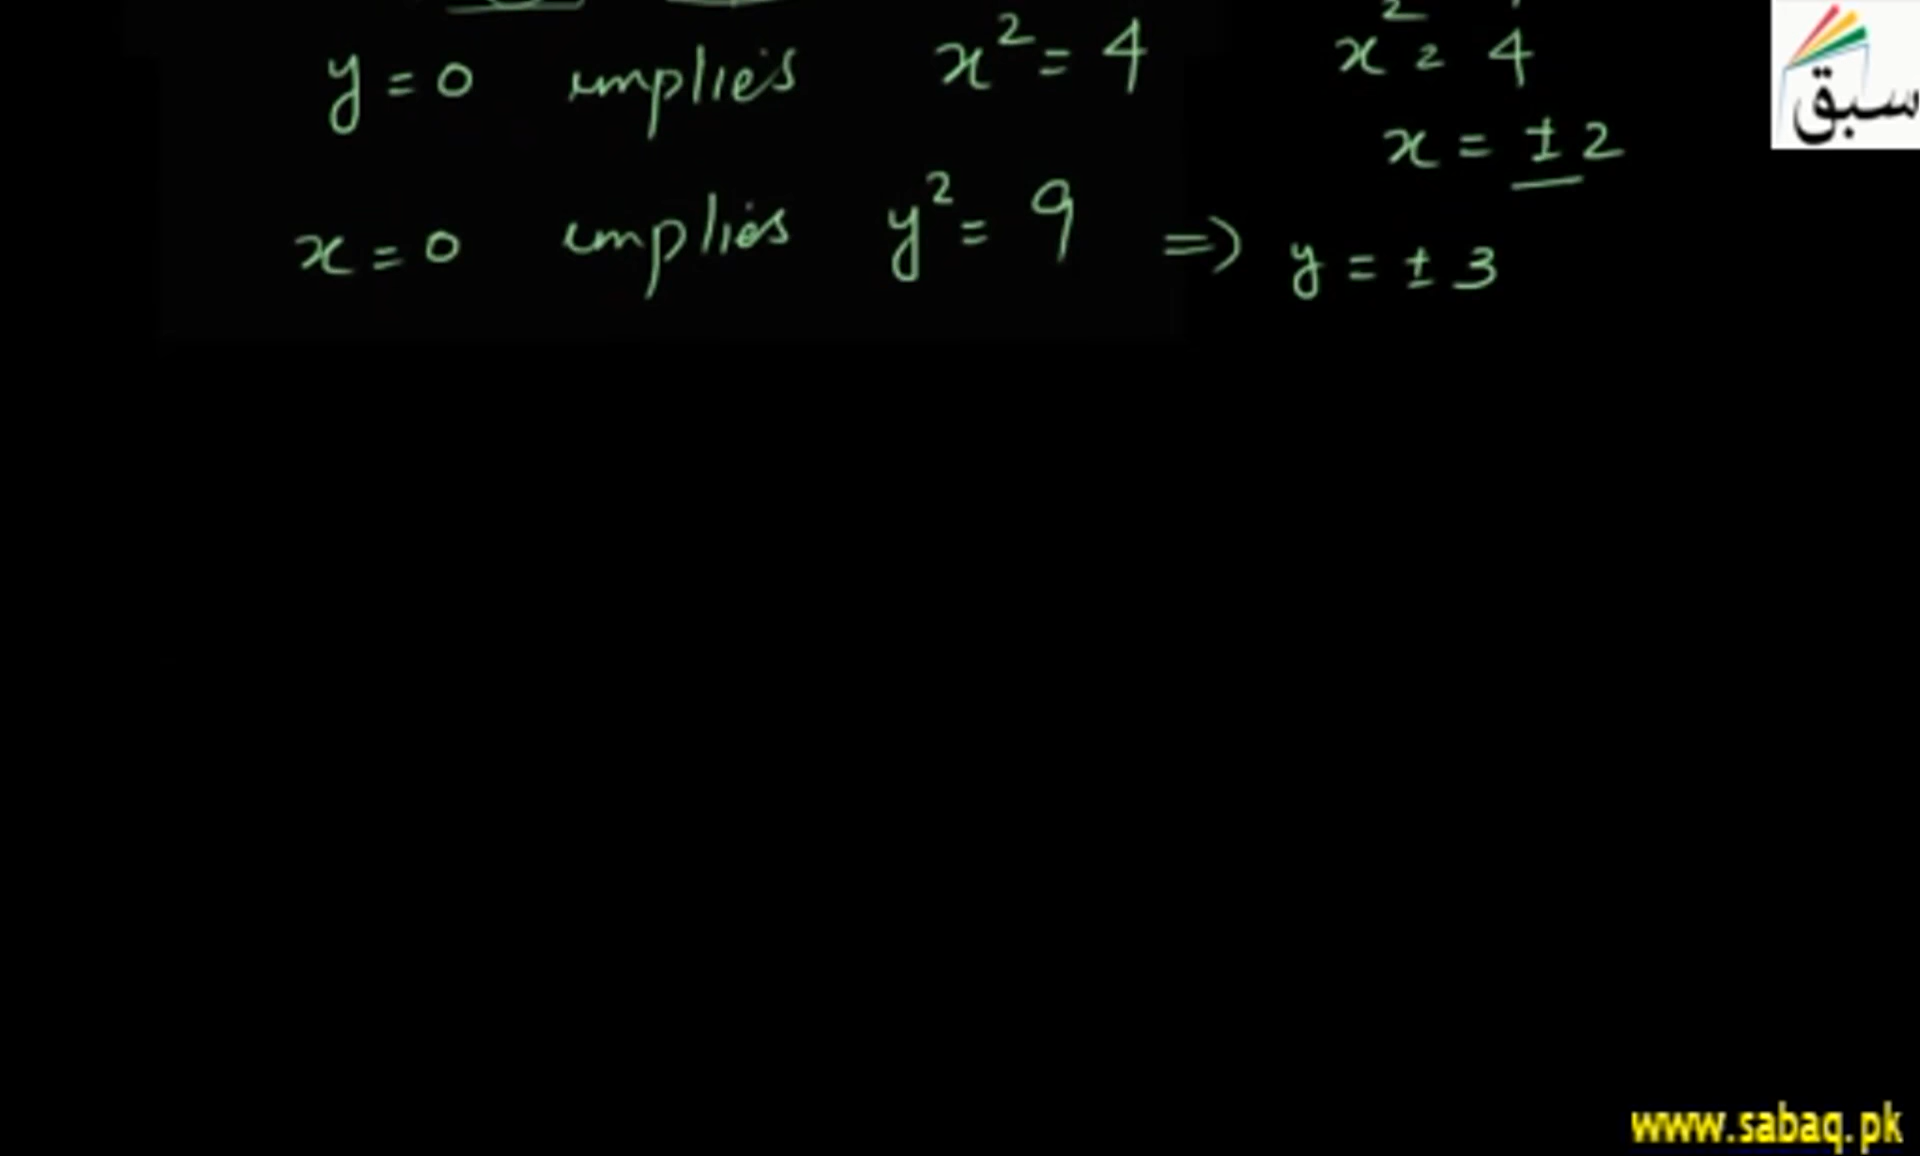 y = 0 implies x² = 4 x² = 4
x = ± 2
x = 0 implies y² = 9 ⇒ y = ± 3
سبق
www.sabaq.pk